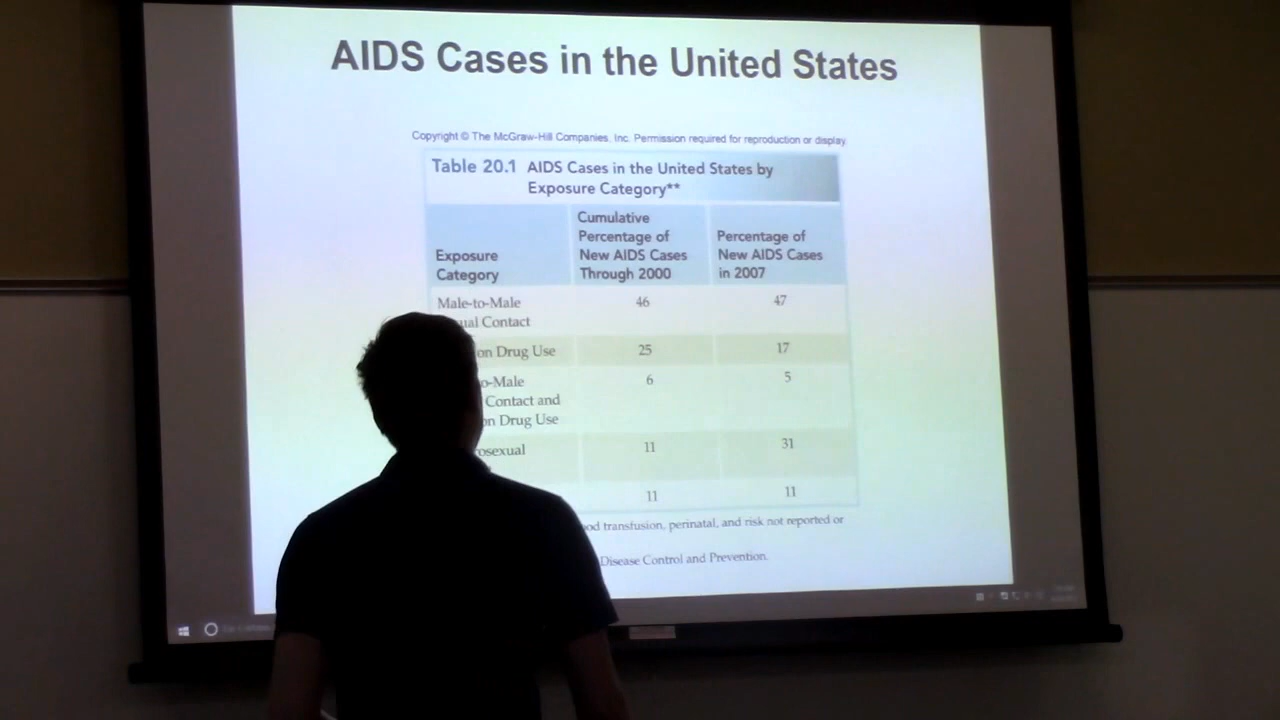 AIDS Cases in the United States
Copyright © The McGraw-Hill Companies, Inc. Permission required for reproduction or display.
Table 20.1 AIDS Cases in the United States by
Exposure Category**
Exposure
Category
Cumulative
Percentage of
New AIDS Cases
Through 2000
Percentage of
New AIDS Cases
in 2007
Male-to-Male 46 47
Contact
Drug Use 25 17
o-Male 6 5
Contact and
Drug Use
osexual 11 31
11 11
transfusion, perinatal, and risk not reported or
Disease Control and Prevention.